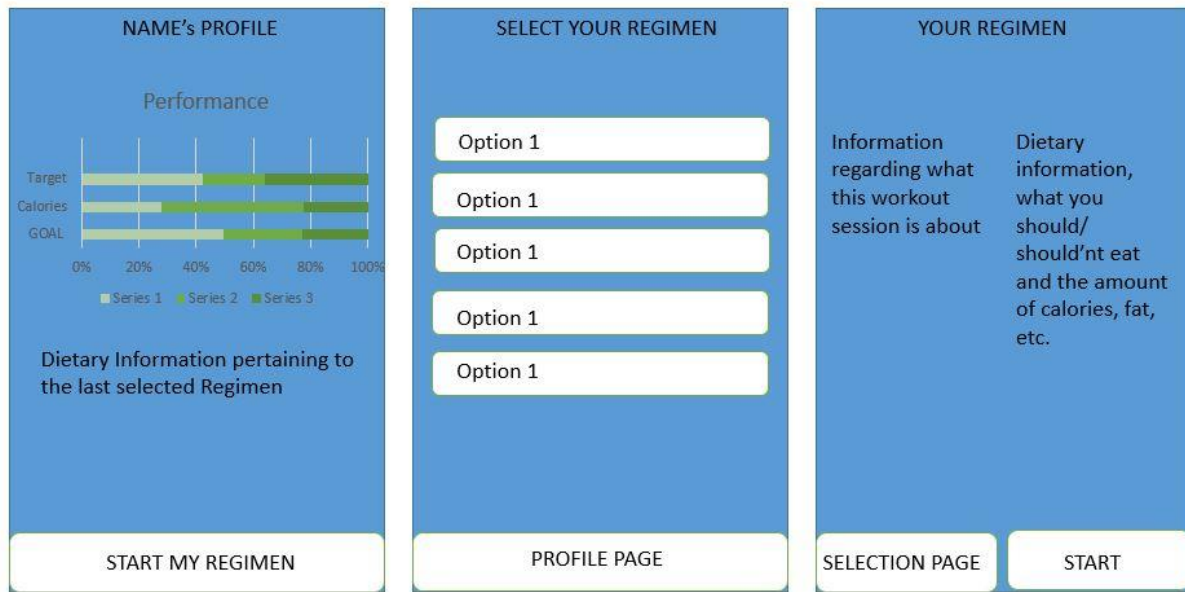 NAME's PROFILE
Performance
Target
Calories
GOAL
0% 20% 40% 60% 80% 100%
Series 1 Series 2 Series 3
Dietary Information pertaining to
the last selected Regimen
START MY REGIMEN
SELECT YOUR REGIMEN
Option 1
Option 1
Option 1
Option 1
Option 1
PROFILE PAGE
YOUR REGIMEN
Information
regarding what
this workout
session is about
Dietary
information,
what you
should/
should'nt eat
and the amount
of calories, fat,
etc.
SELECTION PAGE
START